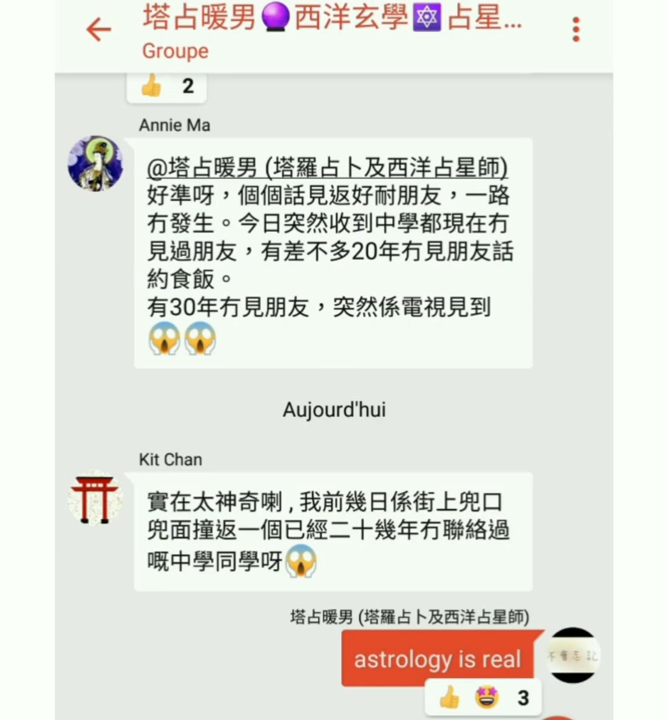 塔占暖男🔮西洋玄學🔯占星...
Groupe
👍 2
Annie Ma
@塔占暖男 (塔羅占卜及西洋占星師)
好準呀，個個話見返好耐朋友，一路
冇發生。今日突然收到中學都現在冇
見過朋友，有差不多20年冇見朋友話
約食飯。
有30年冇見朋友，突然係電視見到
😱😱
Aujourd'hui
Kit Chan
實在太神奇喇 , 我前幾日係街上兜口
兜面撞返一個已經二十幾年冇聯絡過
嘅中學同學呀😱
塔占暖男 (塔羅占卜及西洋占星師)
astrology is real
不要忘記
👍 🤩 3